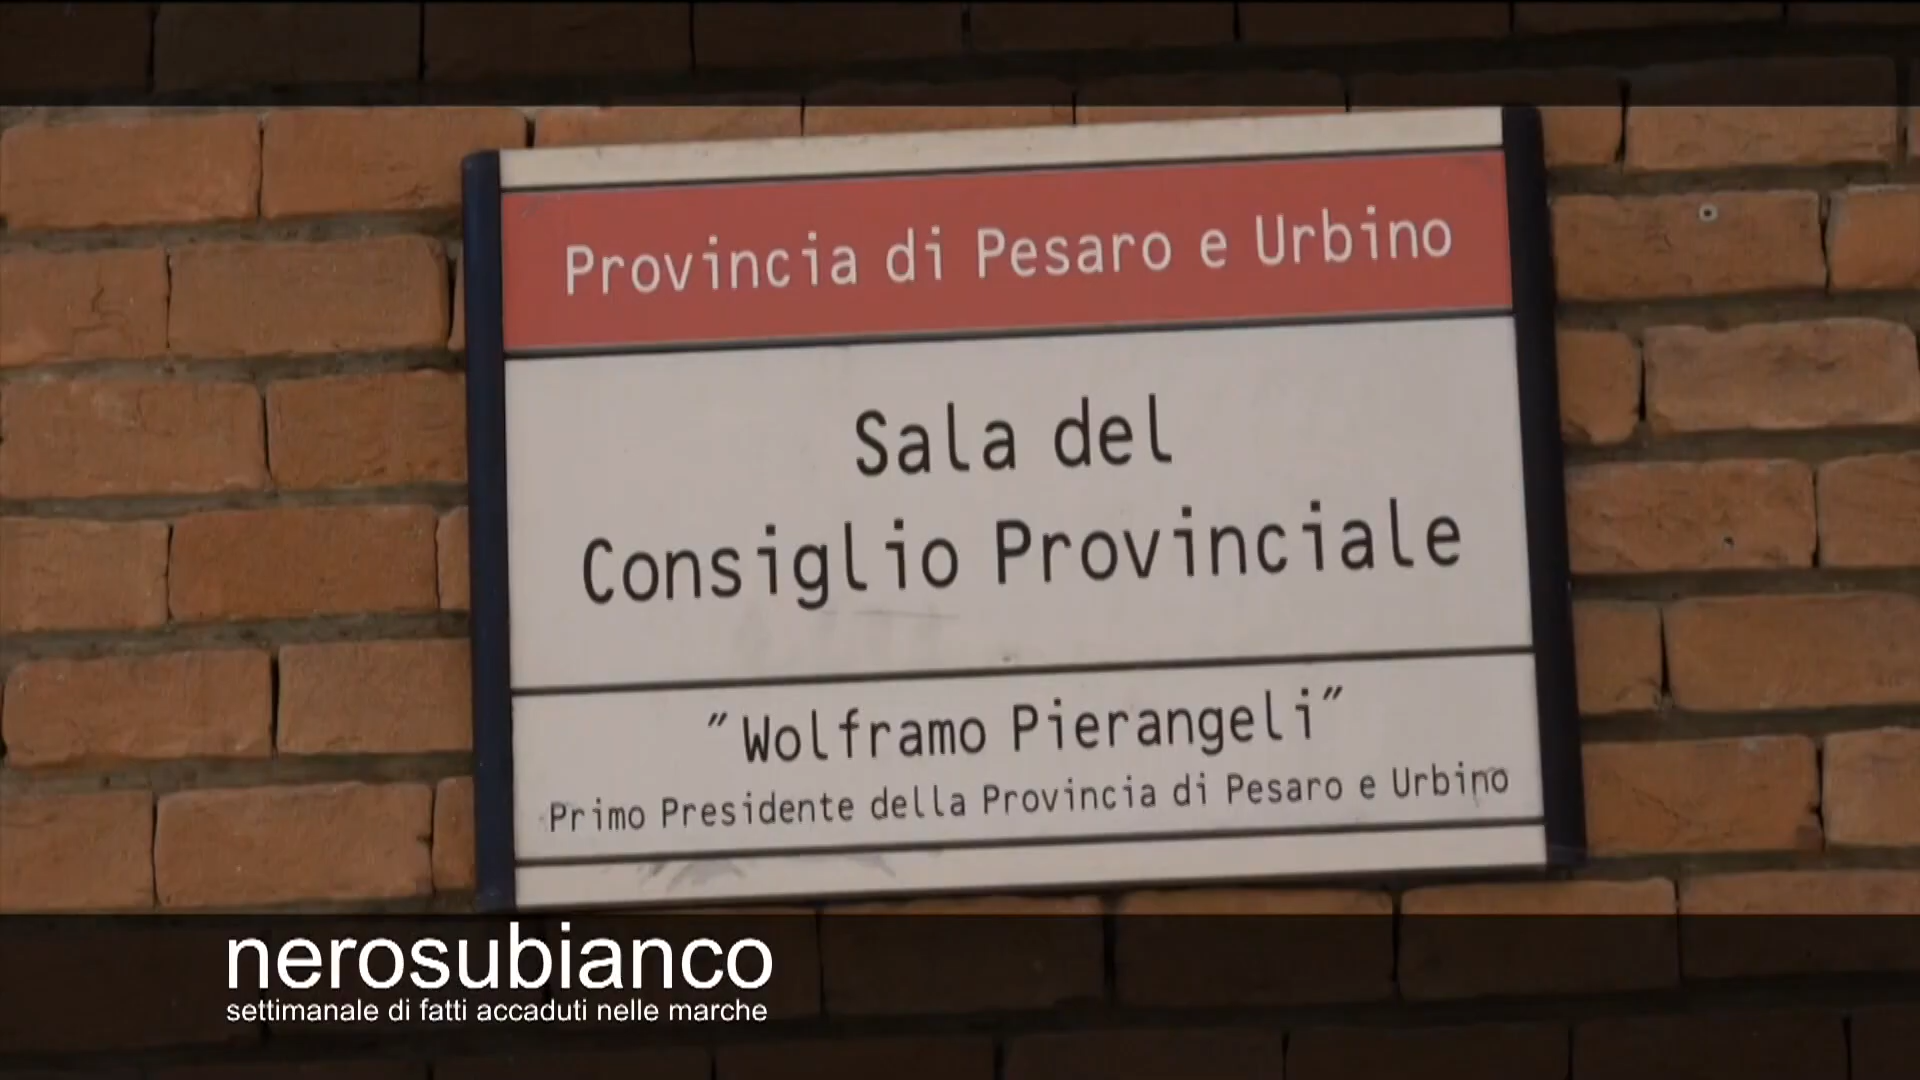 Provincia di Pesaro e Urbino
Sala del
Consiglio Provinciale
"Wolframo Pierangeli"
Primo Presidente della Provincia di Pesaro e Urbino
nerosubianco
settimanale di fatti accaduti nelle marche